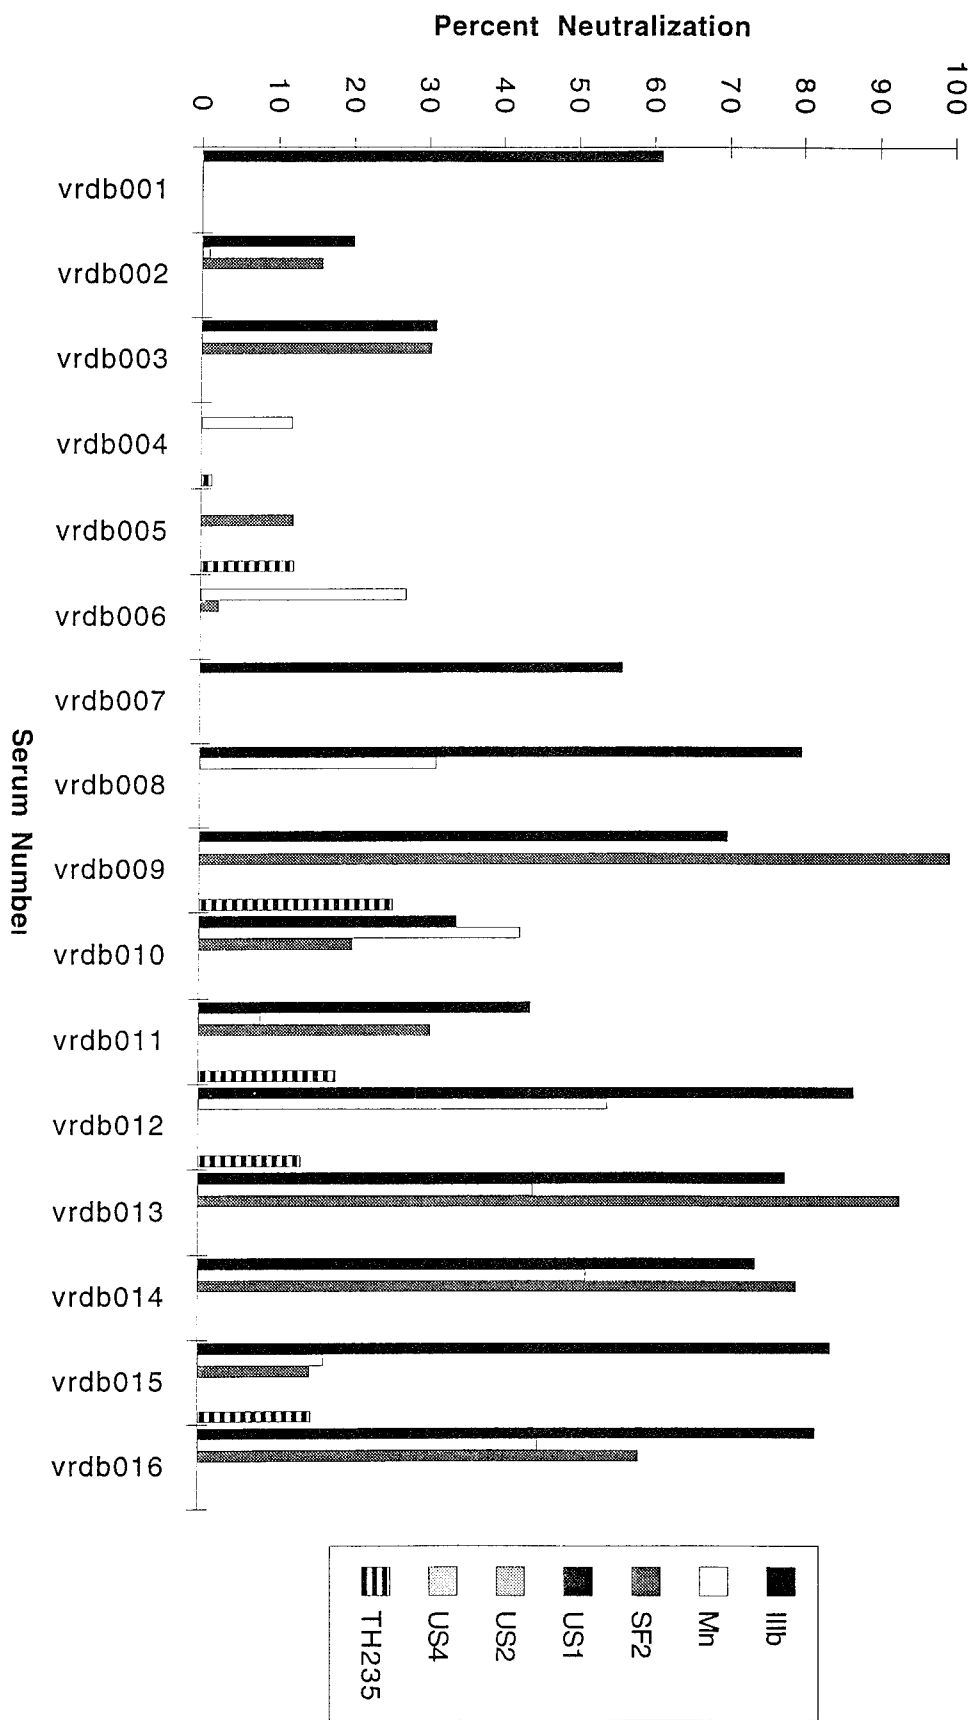 Percent Neutralization
0
10
20
30
40
50
60
70
80
90
100
vrdb001
vrdb002
vrdb003
vrdb004
vrdb005
vrdb006
vrdb007
vrdb008
vrdb009
vrdb010
vrdb011
vrdb012
vrdb013
vrdb014
vrdb015
vrdb016
Serum Number
IIIb
Mn
SF2
US1
US2
US4
TH235